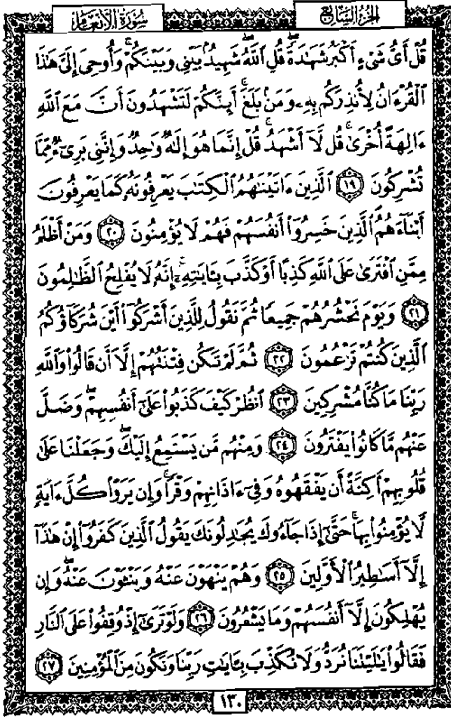 الجزء السابع
سورة الأنعام
قُلْ أَيُّ شَىْءٍ أَكْبَرُ شَهَٰدَةً ۖ قُلِ ٱللَّهُ ۖ شَهِيدٌۢ بَيْنِى وَبَيْنَكُمْ ۚ وَأُوحِىَ إِلَىَّ هَٰذَا
ٱلْقُرْءَانُ لِأُنذِرَكُم بِهِۦ وَمَنۢ بَلَغَ ۚ أَئِنَّكُمْ لَتَشْهَدُونَ أَنَّ مَعَ ٱللَّهِ
ءَالِهَةً أُخْرَىٰ ۚ قُل لَّآ أَشْهَدُ ۚ قُلْ إِنَّمَا هُوَ إِلَٰهٌ وَٰحِدٌ وَإِنَّنِى بَرِىٓءٌ مِّمَّا
تُشْرِكُونَ ١٩ ٱلَّذِينَ ءَاتَيْنَٰهُمُ ٱلْكِتَٰبَ يَعْرِفُونَهُۥ كَمَا يَعْرِفُونَ
أَبْنَآءَهُمُ ٱلَّذِينَ خَسِرُوٓا۟ أَنفُسَهُمْ فَهُمْ لَا يُؤْمِنُونَ ٢٠ وَمَنْ أَظْلَمُ
مِمَّنِ ٱفْتَرَىٰ عَلَى ٱللَّهِ كَذِبًا أَوْ كَذَّبَ بِـَٔايَٰتِهِۦٓ ۗ إِنَّهُۥ لَا يُفْلِحُ ٱلظَّٰلِمُونَ
٢١ وَيَوْمَ نَحْشُرُهُمْ جَمِيعًا ثُمَّ نَقُولُ لِلَّذِينَ أَشْرَكُوٓا۟ أَيْنَ شُرَكَآؤُكُمُ
ٱلَّذِينَ كُنتُمْ تَزْعُمُونَ ٢٢ ثُمَّ لَمْ تَكُن فِتْنَتُهُمْ إِلَّآ أَن قَالُوا۟ وَٱللَّهِ
رَبِّنَا مَا كُنَّا مُشْرِكِينَ ٢٣ ٱنظُرْ كَيْفَ كَذَبُوا۟ عَلَىٰٓ أَنفُسِهِمْ ۚ وَضَلَّ
عَنْهُم مَّا كَانُوا۟ يَفْتَرُونَ ٢٤ وَمِنْهُم مَّن يَسْتَمِعُ إِلَيْكَ ۖ وَجَعَلْنَا عَلَىٰ
قُلُوبِهِمْ أَكِنَّةً أَن يَفْقَهُوهُ وَفِىٓ ءَاذَانِهِمْ وَقْرًا ۚ وَإِن يَرَوْا۟ كُلَّ ءَايَةٍ
لَّا يُؤْمِنُوا۟ بِهَا ۚ حَتَّىٰٓ إِذَا جَآءُوكَ يُجَٰدِلُونَكَ يَقُولُ ٱلَّذِينَ كَفَرُوٓا۟ إِنْ هَٰذَآ
إِلَّآ أَسَٰطِيرُ ٱلْأَوَّلِينَ ٢٥ وَهُمْ يَنْهَوْنَ عَنْهُ وَيَنْـَٔوْنَ عَنْهُ ۖ وَإِن
يُهْلِكُونَ إِلَّآ أَنفُسَهُمْ وَمَا يَشْعُرُونَ ٢٦ وَلَوْ تَرَىٰٓ إِذْ وُقِفُوا۟ عَلَى ٱلنَّارِ
فَقَالُوا۟ يَٰلَيْتَنَا نُرَدُّ وَلَا نُكَذِّبَ بِـَٔايَٰتِ رَبِّنَا وَنَكُونَ مِنَ ٱلْمُؤْمِنِينَ ٢٧
١٣٠